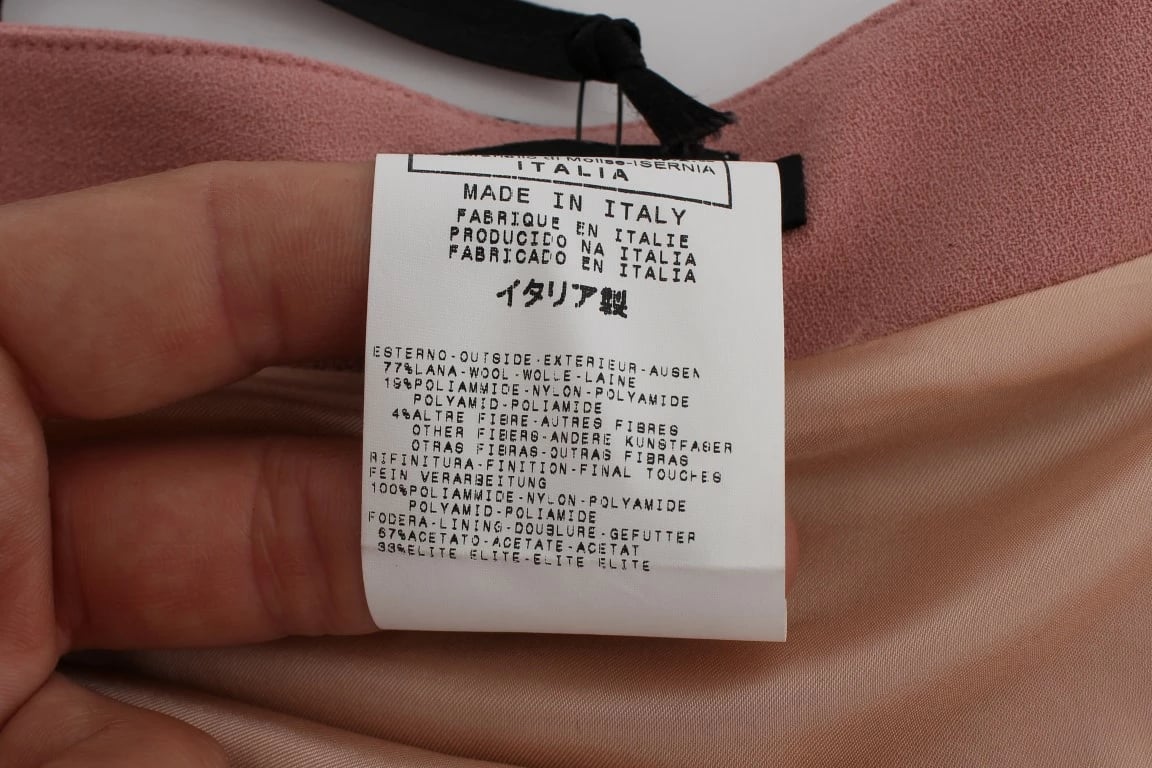 di Molise-ISERNIA
ITALIA
MADE IN ITALY
FABRIQUE EN ITALIE
PRODUCIDO NA ITALIA
FABRICADO EN ITALIA
イタリア製
ESTERNO-OUTSIDE-EXTERIEUR-AUSEN
77%LANA-WOOL-WOLLE-LAINE
19%POLIAMMIDE-NYLON-POLYAMIDE
POLYAMID-POLIAMIDE
4%ALTRE FIBRE-AUTRES FIBRES
OTHER FIBERS-ANDERE KUNSTFASER
OTRAS FIBRAS-OUTRAS FIBRAS
RIFINITURA-FINITION-FINAL TOUCHES
FEIN VERARBEITUNG
100%POLIAMMIDE-NYLON-POLYAMIDE
POLYAMID-POLIAMIDE
FODERA-LINING-DOUBLURE-GEFUTTER
67%ACETATO-ACETATE-ACETAT
33%ELITE ELITE-ELITE ELITE